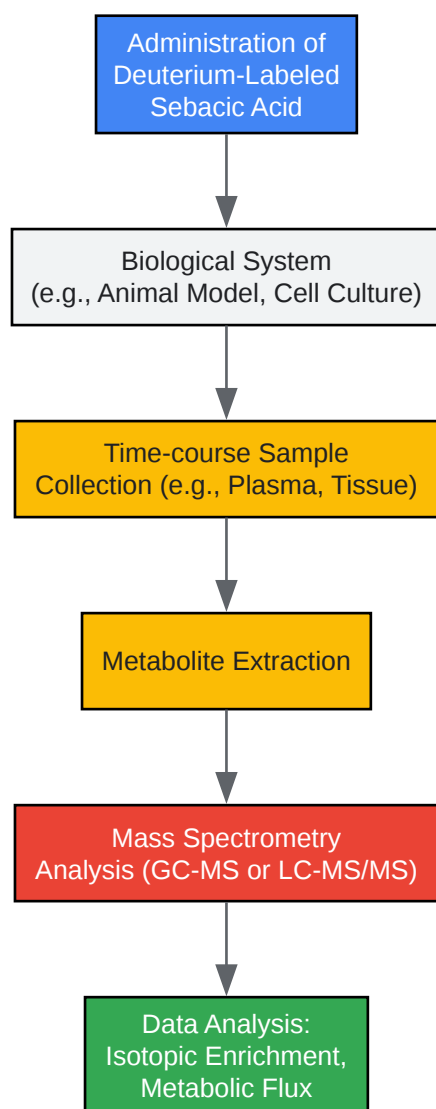 Administration of
Deuterium-Labeled
Sebacic Acid
Biological System
(e.g., Animal Model, Cell Culture)
Time-course Sample
Collection (e.g., Plasma, Tissue)
Metabolite Extraction
Mass Spectrometry
Analysis (GC-MS or LC-MS/MS)
Data Analysis:
Isotopic Enrichment,
Metabolic Flux